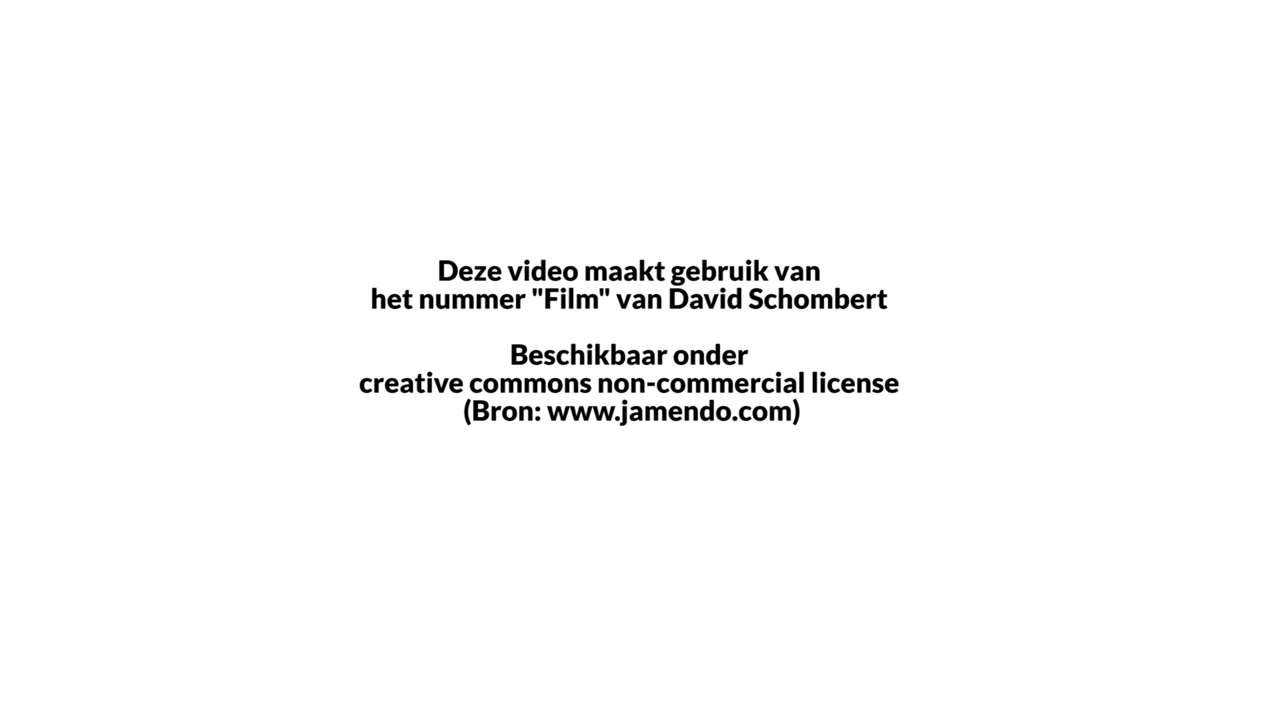 Deze video maakt gebruik van
het nummer "Film" van David Schombert
Beschikbaar onder
creative commons non-commercial license
(Bron: www.jamendo.com)